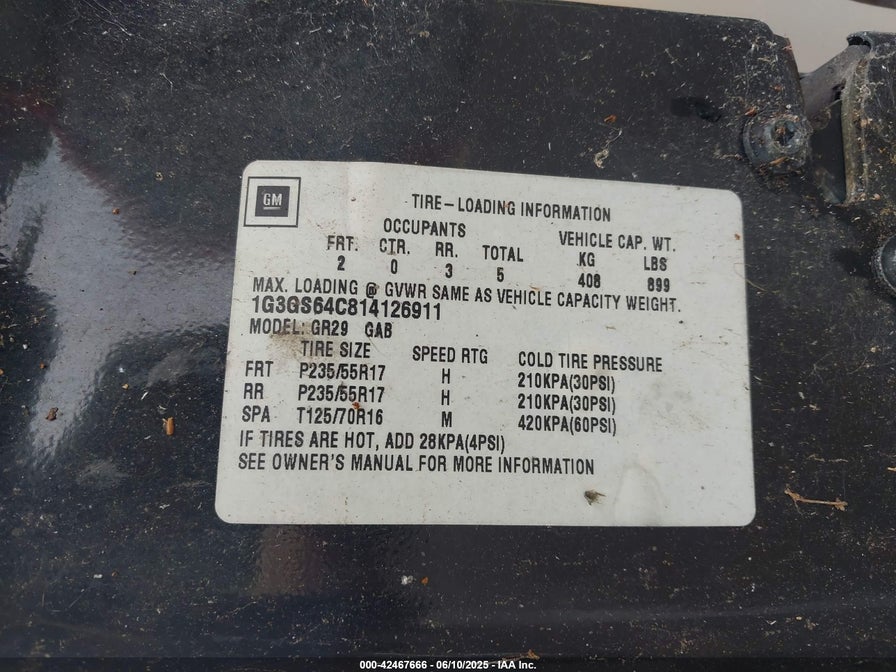 GM
TIRE-LOADING INFORMATION
OCCUPANTS VEHICLE CAP. WT.
FRT. CTR. RR. TOTAL KG LBS
2 0 3 5 408 899
MAX. LOADING @ GVWR SAME AS VEHICLE CAPACITY WEIGHT.
1G3GS64C814126911
MODEL: GR29 GAB
TIRE SIZE SPEED RTG COLD TIRE PRESSURE
FRT P235/55R17 H 210KPA(30PSI)
RR P235/55R17 H 210KPA(30PSI)
SPA T125/70R16 M 420KPA(60PSI)
IF TIRES ARE HOT, ADD 28KPA(4PSI)
SEE OWNER'S MANUAL FOR MORE INFORMATION
000-42467666 - 06/10/2025 - IAA Inc.